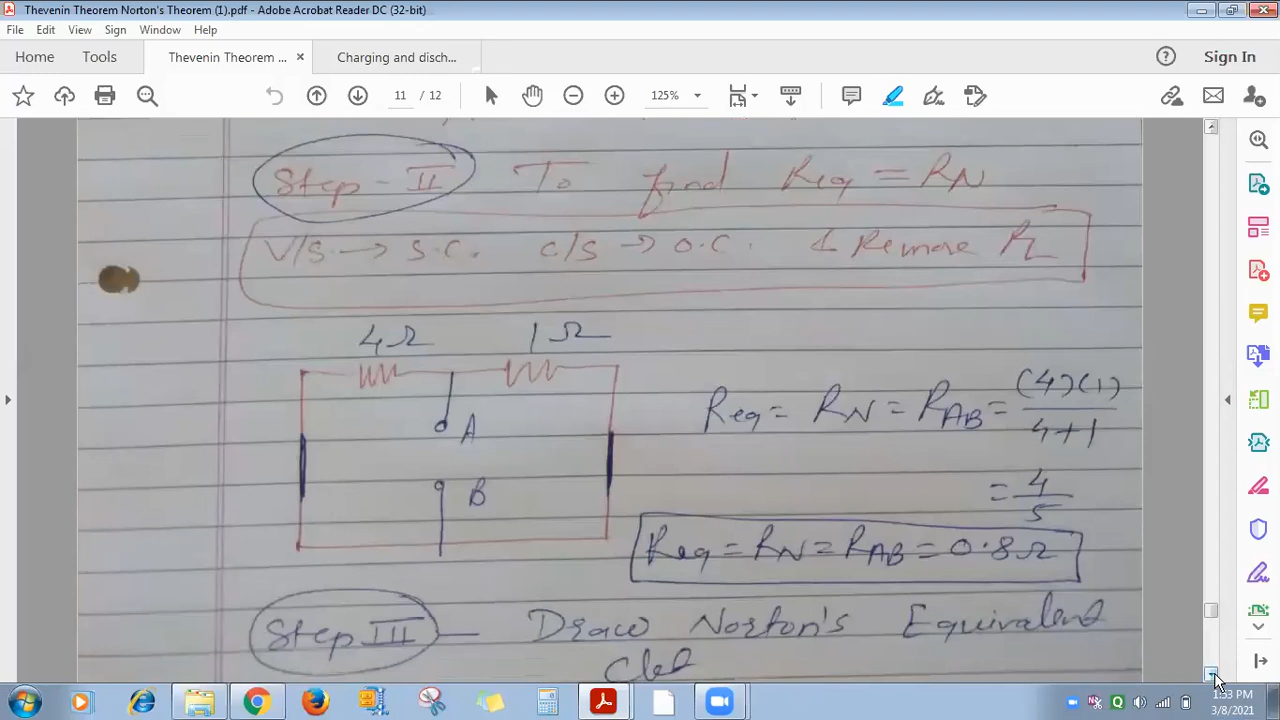 Thevenin Theorem Norton's Theorem (1).pdf - Adobe Acrobat Reader DC (32-bit)
File Edit View Sign Window Help
Home Tools Thevenin Theorem ... × Charging and disch... Sign In
11 / 12 125%
Step - II To find Req = RN
V/S → S.C. C/S → O.C. & Remove RL
4Ω 1Ω
A
B
Req = RN = RAB = (4)(1)
4+1
= 4
5
Req = RN = RAB = 0.8Ω
Step III - Draw Norton's Equivalent
Ckt
1:33 PM
3/8/2021